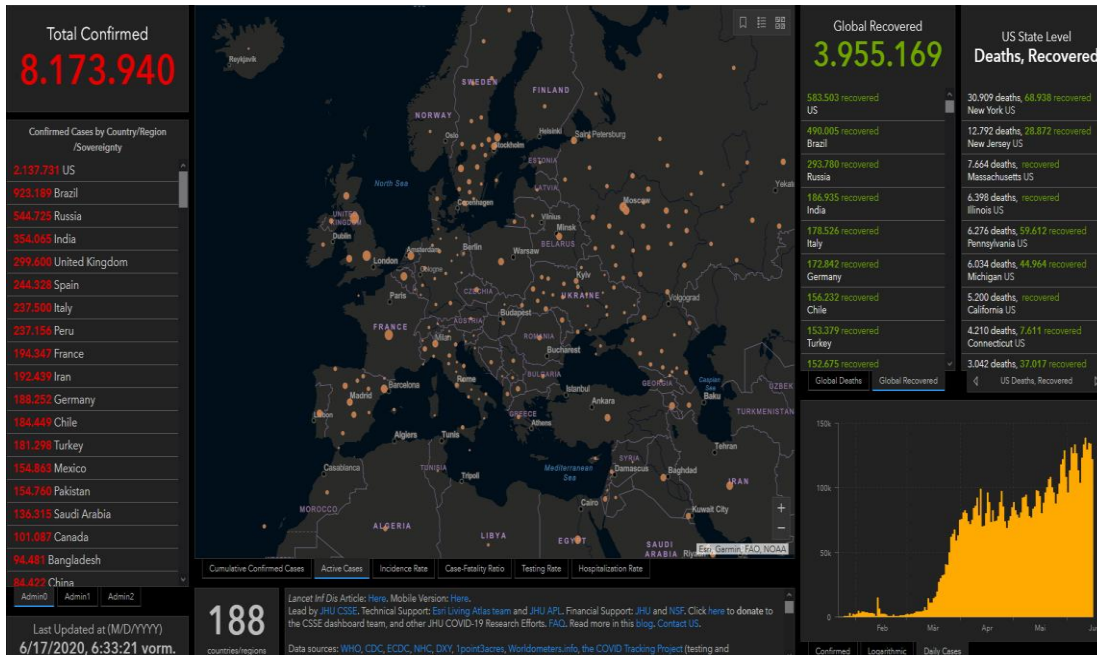 Total Confirmed
8.173.940
Confirmed Cases by Country/Region
/Sovereignty
2.137.731 US
923.189 Brazil
544.725 Russia
354.065 India
299.600 United Kingdom
244.328 Spain
237.500 Italy
237.156 Peru
194.347 France
192.439 Iran
188.252 Germany
184.449 Chile
181.298 Turkey
154.863 Mexico
154.760 Pakistan
136.315 Saudi Arabia
101.087 Canada
94.481 Bangladesh
84.422 China
Admin0 Admin1 Admin2
Last Updated at (M/D/YYYY)
6/17/2020, 6:33:21 vorm.
Reykjavik
SWEDEN
FINLAND
NORWAY
Oslo
Helsinki
Saint Petersburg
Stockholm
ESTONIA
North Sea
LATVIA
Moscow
Copenhagen
UNITED
KINGDOM
Vilnius
Minsk
Dublin
BELARUS
Amsterdam
Berlin
Warsaw
London
Cologne
Kyiv
Paris
CZECHIA
UKRAINE
Volgograd
AUSTRIA
Budapest
FRANCE
Milan
ROMANIA
Bucharest
BULGARIA
GEORGIA
Caspian
Sea
Barcelona
Rome
Madrid
Istanbul
Baku
UZBEK
Lisbon
Ankara
GREECE
Athens
TURKMENISTAN
Algiers
Tunis
Tehran
SYRIA
Casablanca
TUNISIA
Tripoli
Mediterranean
Sea
Damascus
Baghdad
IRAN
MOROCCO
Cairo
Kuwait City
ALGERIA
LIBYA
EGYPT
SAUDI
ARABIA
Esri, Garmin, FAO, NOAA
Cumulative Confirmed Cases Active Cases Incidence Rate Case-Fatality Ratio Testing Rate Hospitalization Rate
188
countries/regions
Lancet Inf Dis Article: Here. Mobile Version: Here.
Lead by JHU CSSE. Technical Support: Esri Living Atlas team and JHU APL. Financial Support: JHU and NSF. Click here to donate to
the CSSE dashboard team, and other JHU COVID-19 Research Efforts. FAQ. Read more in this blog. Contact US.
Data sources: WHO, CDC, ECDC, NHC, DXY, 1point3acres, Worldometers.info, the COVID Tracking Project (testing and
Global Recovered
3.955.169
583.503 recovered
US
490.005 recovered
Brazil
293.780 recovered
Russia
186.935 recovered
India
178.526 recovered
Italy
172.842 recovered
Germany
156.232 recovered
Chile
153.379 recovered
Turkey
152.675 recovered
Global Deaths Global Recovered
US State Level
Deaths, Recovered
30.909 deaths, 68.938 recovered
New York US
12.792 deaths, 28.872 recovered
New Jersey US
7.664 deaths, recovered
Massachusetts US
6.398 deaths, recovered
Illinois US
6.276 deaths, 59.612 recovered
Pennsylvania US
6.034 deaths, 44.964 recovered
Michigan US
5.200 deaths, recovered
California US
4.210 deaths, 7.611 recovered
Connecticut US
3.042 deaths, 37.017 recovered
US Deaths, Recovered
150k
100k
50k
0
Feb Mär Apr Mai Jun
Confirmed Logarithmic Daily Cases